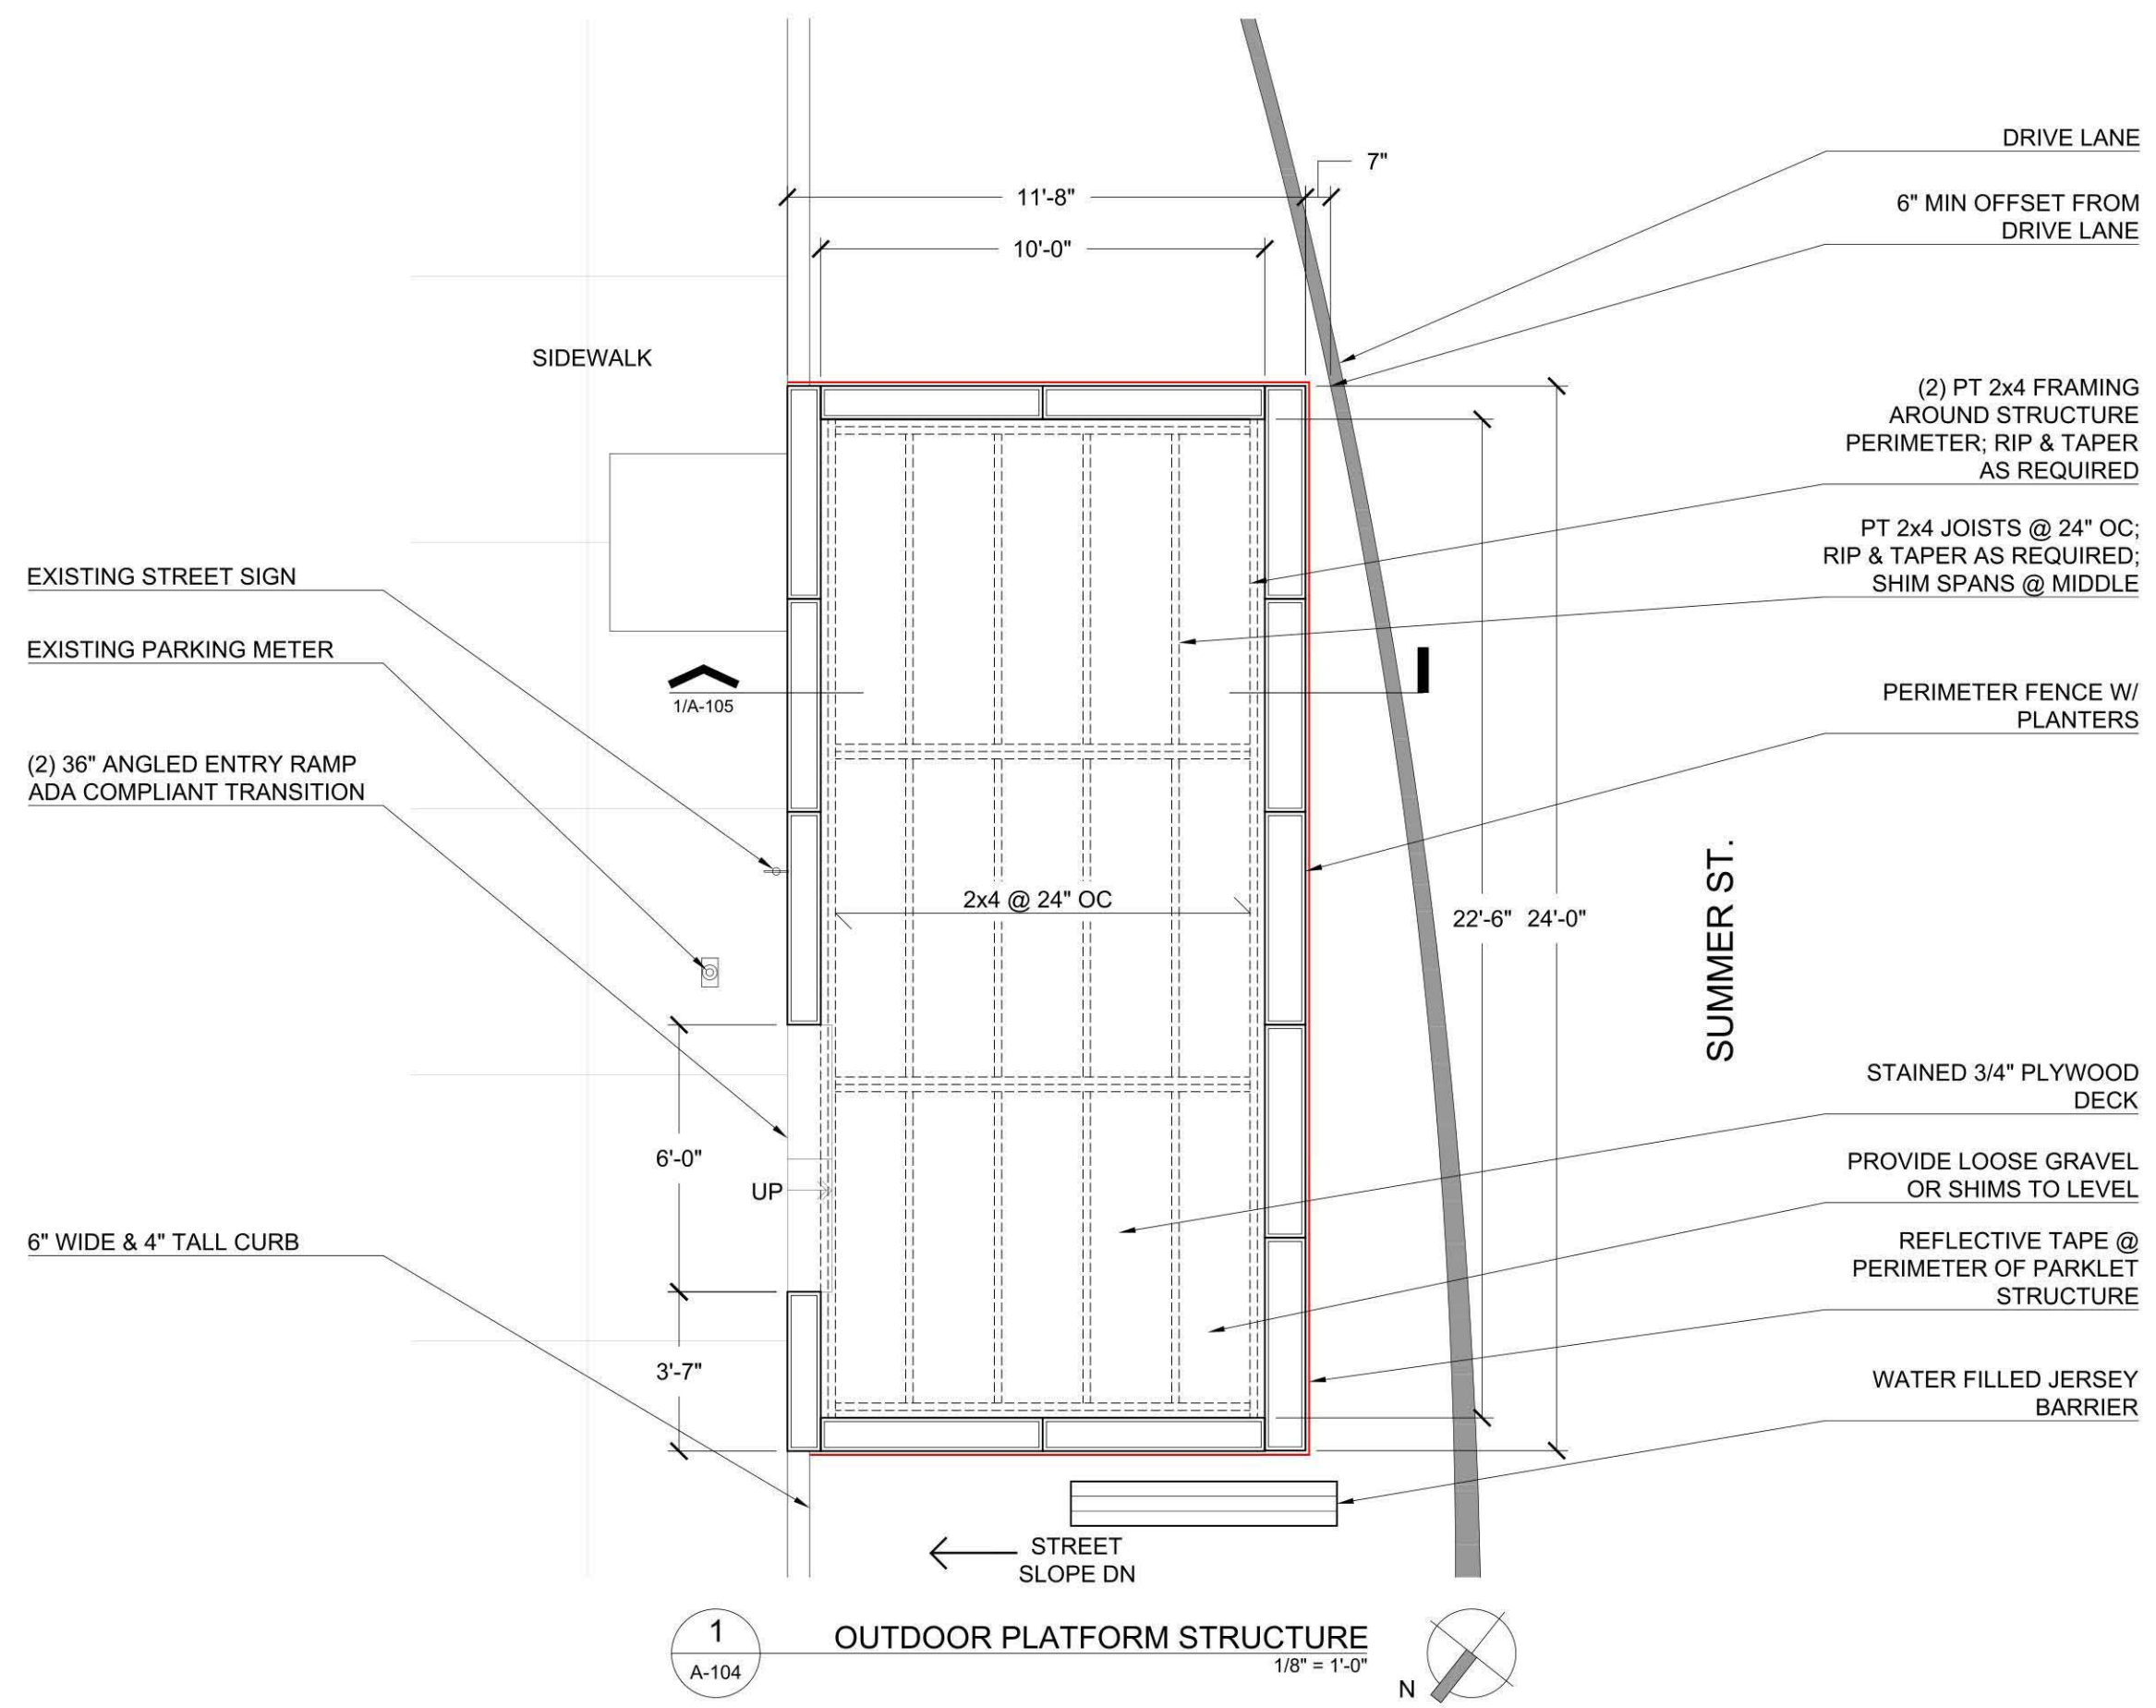 7"
11'-8"
10'-0"
DRIVE LANE
6" MIN OFFSET FROM
DRIVE LANE
SIDEWALK
(2) PT 2x4 FRAMING
AROUND STRUCTURE
PERIMETER; RIP & TAPER
AS REQUIRED
PT 2x4 JOISTS @ 24" OC;
RIP & TAPER AS REQUIRED;
SHIM SPANS @ MIDDLE
EXISTING STREET SIGN
EXISTING PARKING METER
1/A-105
PERIMETER FENCE W/
PLANTERS
(2) 36" ANGLED ENTRY RAMP
ADA COMPLIANT TRANSITION
2x4 @ 24" OC
22'-6"
24'-0"
SUMMER ST.
STAINED 3/4" PLYWOOD
DECK
6'-0"
UP
PROVIDE LOOSE GRAVEL
OR SHIMS TO LEVEL
6" WIDE & 4" TALL CURB
REFLECTIVE TAPE @
PERIMETER OF PARKLET
STRUCTURE
3'-7"
WATER FILLED JERSEY
BARRIER
STREET
SLOPE DN
1
A-104
OUTDOOR PLATFORM STRUCTURE
1/8" = 1'-0"
N